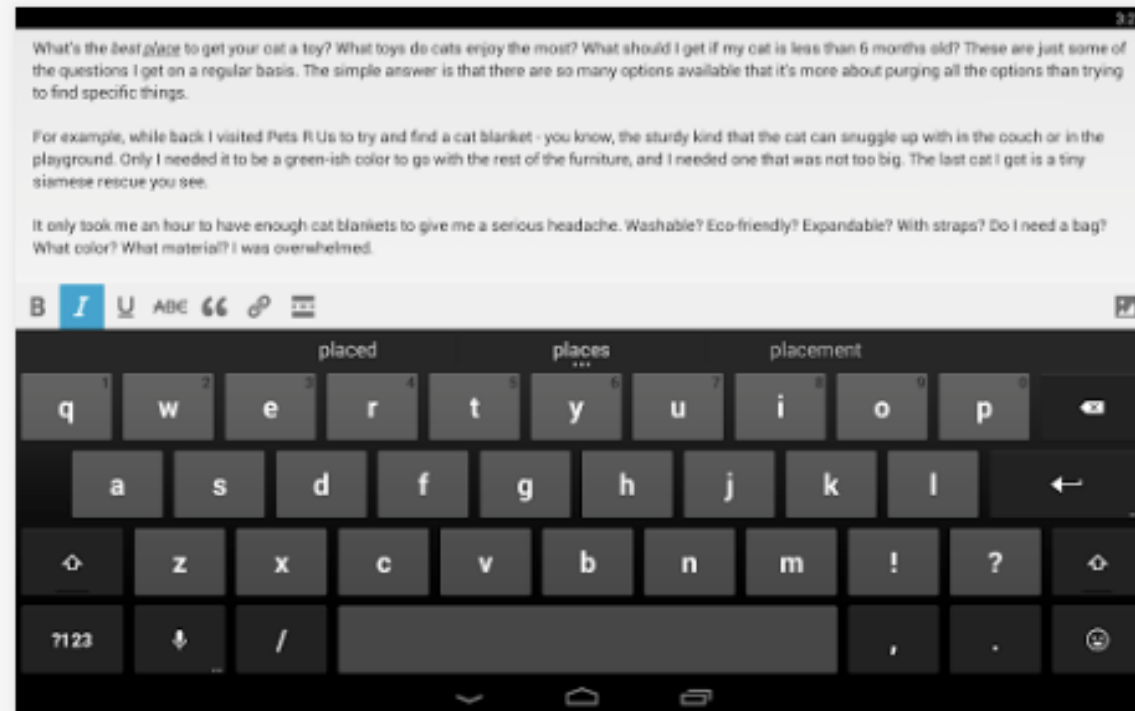 3:2
What's the best place to get your cat a toy? What toys do cats enjoy the most? What should I get if my cat is less than 6 months old? These are just some of
the questions I get on a regular basis. The simple answer is that there are so many options available that it's more about purging all the options than trying
to find specific things.
For example, while back I visited Pets R Us to try and find a cat blanket - you know, the sturdy kind that the cat can snuggle up with in the couch or in the
playground. Only I needed it to be a green-ish color to go with the rest of the furniture, and I needed one that was not too big. The last cat I got is a tiny
siamese rescue you see.
It only took me an hour to have enough cat blankets to give me a serious headache. Washable? Eco-friendly? Expandable? With straps? Do I need a bag?
What color? What material? I was overwhelmed.
B I U ABC
placed places placement
1 2 3 4 5 6 7 8 9 0
q w e r t y u i o p
a s d f g h j k l
z x c v b n m ! ?
?123 / , .